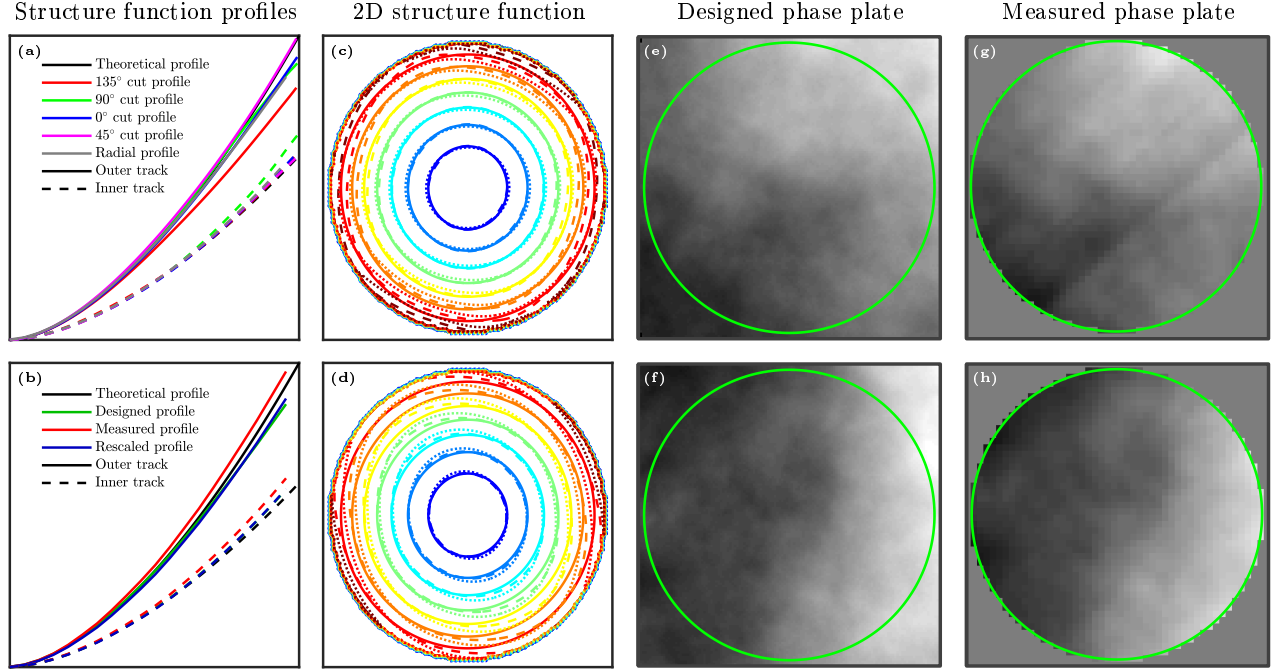 Structure function profiles
2D structure function
Designed phase plate
Measured phase plate
(a)
Theoretical profile
135° cut profile
90° cut profile
0° cut profile
45° cut profile
Radial profile
Outer track
Inner track
(c)
(e)
(g)
(b)
Theoretical profile
Designed profile
Measured profile
Rescaled profile
Outer track
Inner track
(d)
(f)
(h)